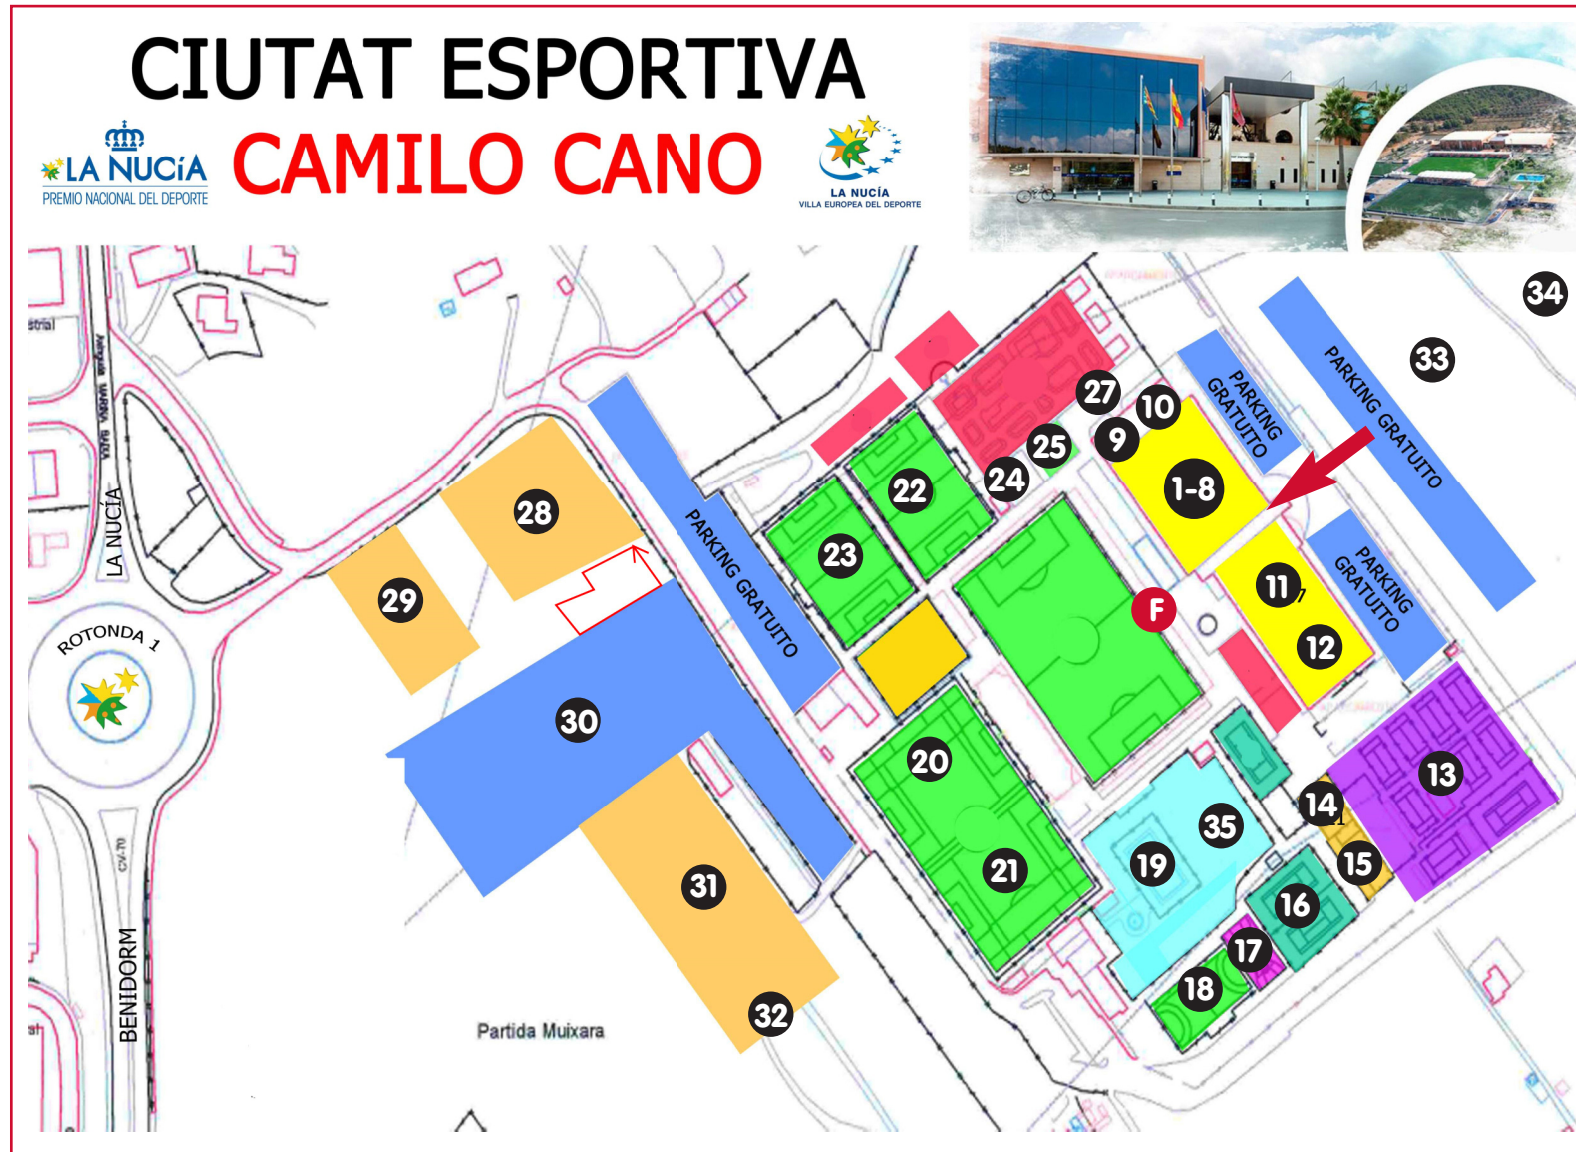 CIUTAT ESPORTIVA
CAMILO CANO
LA NUCÍA
PREMIO NACIONAL DEL DEPORTE
LA NUCÍA
VILLA EUROPEA DEL DEPORTE
34
33
PARKING GRATUITO
PARKING
GRATUITO
27
10
9
25
24
1-8
22
23
28
29
PARKING GRATUITO
11
12
PARKING
GRATUITO
F
LA NUCÍA
ROTONDA 1
30
20
21
13
14
15
35
19
16
17
18
31
32
CV-70
BENIDORM
Partida Muixara